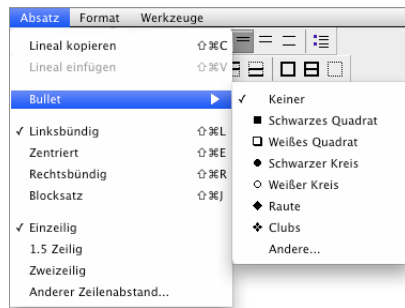 Absatz Format Werkzeuge
Lineal kopieren ⇧⌘C
Lineal einfügen ⇧⌘V
Bullet
✓ Linksbündig ⇧⌘L
Zentriert ⇧⌘E
Rechtsbündig ⇧⌘R
Blocksatz ⇧⌘J
✓ Einzeilig
1.5 Zeilig
Zweizeilig
Anderer Zeilenabstand...
✓ Keiner
Schwarzes Quadrat
Weißes Quadrat
Schwarzer Kreis
Weißer Kreis
Raute
Clubs
Andere...